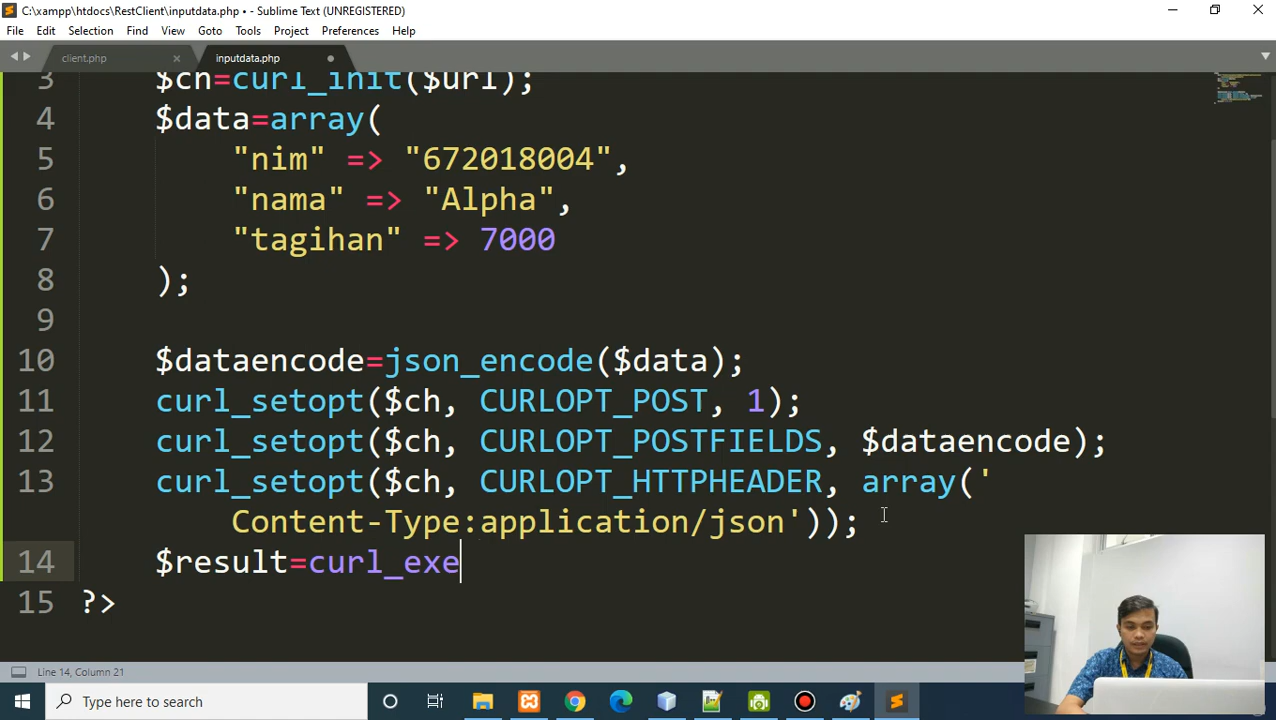 C:\xampp\htdocs\RestClient\inputdata.php • - Sublime Text (UNREGISTERED)
File Edit Selection Find View Goto Tools Project Preferences Help
client.php inputdata.php
3 $ch=curl_init($url);
4 $data=array(
5 "nim" => "672018004",
6 "nama" => "Alpha",
7 "tagihan" => 7000
8 );
9
10 $dataencode=json_encode($data);
11 curl_setopt($ch, CURLOPT_POST, 1);
12 curl_setopt($ch, CURLOPT_POSTFIELDS, $dataencode);
13 curl_setopt($ch, CURLOPT_HTTPHEADER, array('
Content-Type:application/json'));
14 $result=curl_exe
15 ?>
Line 14, Column 21
Type here to search